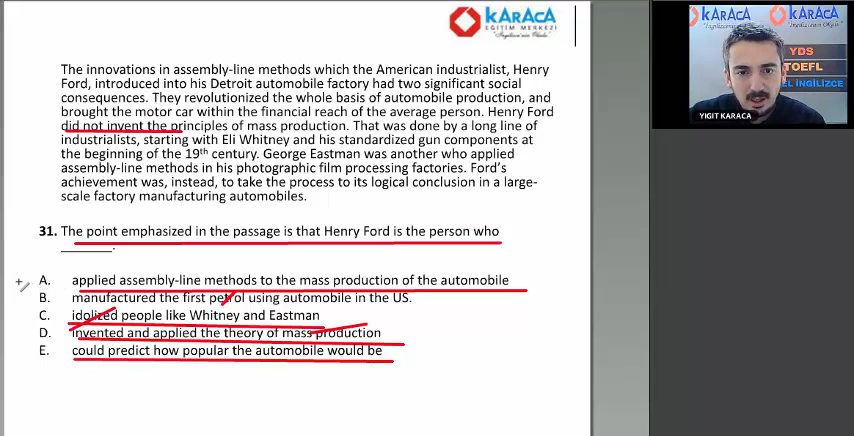 KARACA
EĞİTİM MERKEZİ
"İngilizce'nin Okulu"
KARACA
KARACA
YDS
TOEFL
EL İNGİLİZCE
YIGIT KARACA
The innovations in assembly-line methods which the American industrialist, Henry
Ford, introduced into his Detroit automobile factory had two significant social
consequences. They revolutionized the whole basis of automobile production, and
brought the motor car within the financial reach of the average person. Henry Ford
did not invent the principles of mass production. That was done by a long line of
industrialists, starting with Eli Whitney and his standardized gun components at
the beginning of the 19th century. George Eastman was another who applied
assembly-line methods in his photographic film processing factories. Ford's
achievement was, instead, to take the process to its logical conclusion in a large-
scale factory manufacturing automobiles.
31. The point emphasized in the passage is that Henry Ford is the person who
_______.
A. applied assembly-line methods to the mass production of the automobile
B. manufactured the first petrol using automobile in the US.
C. idolized people like Whitney and Eastman
D. invented and applied the theory of mass production
E. could predict how popular the automobile would be